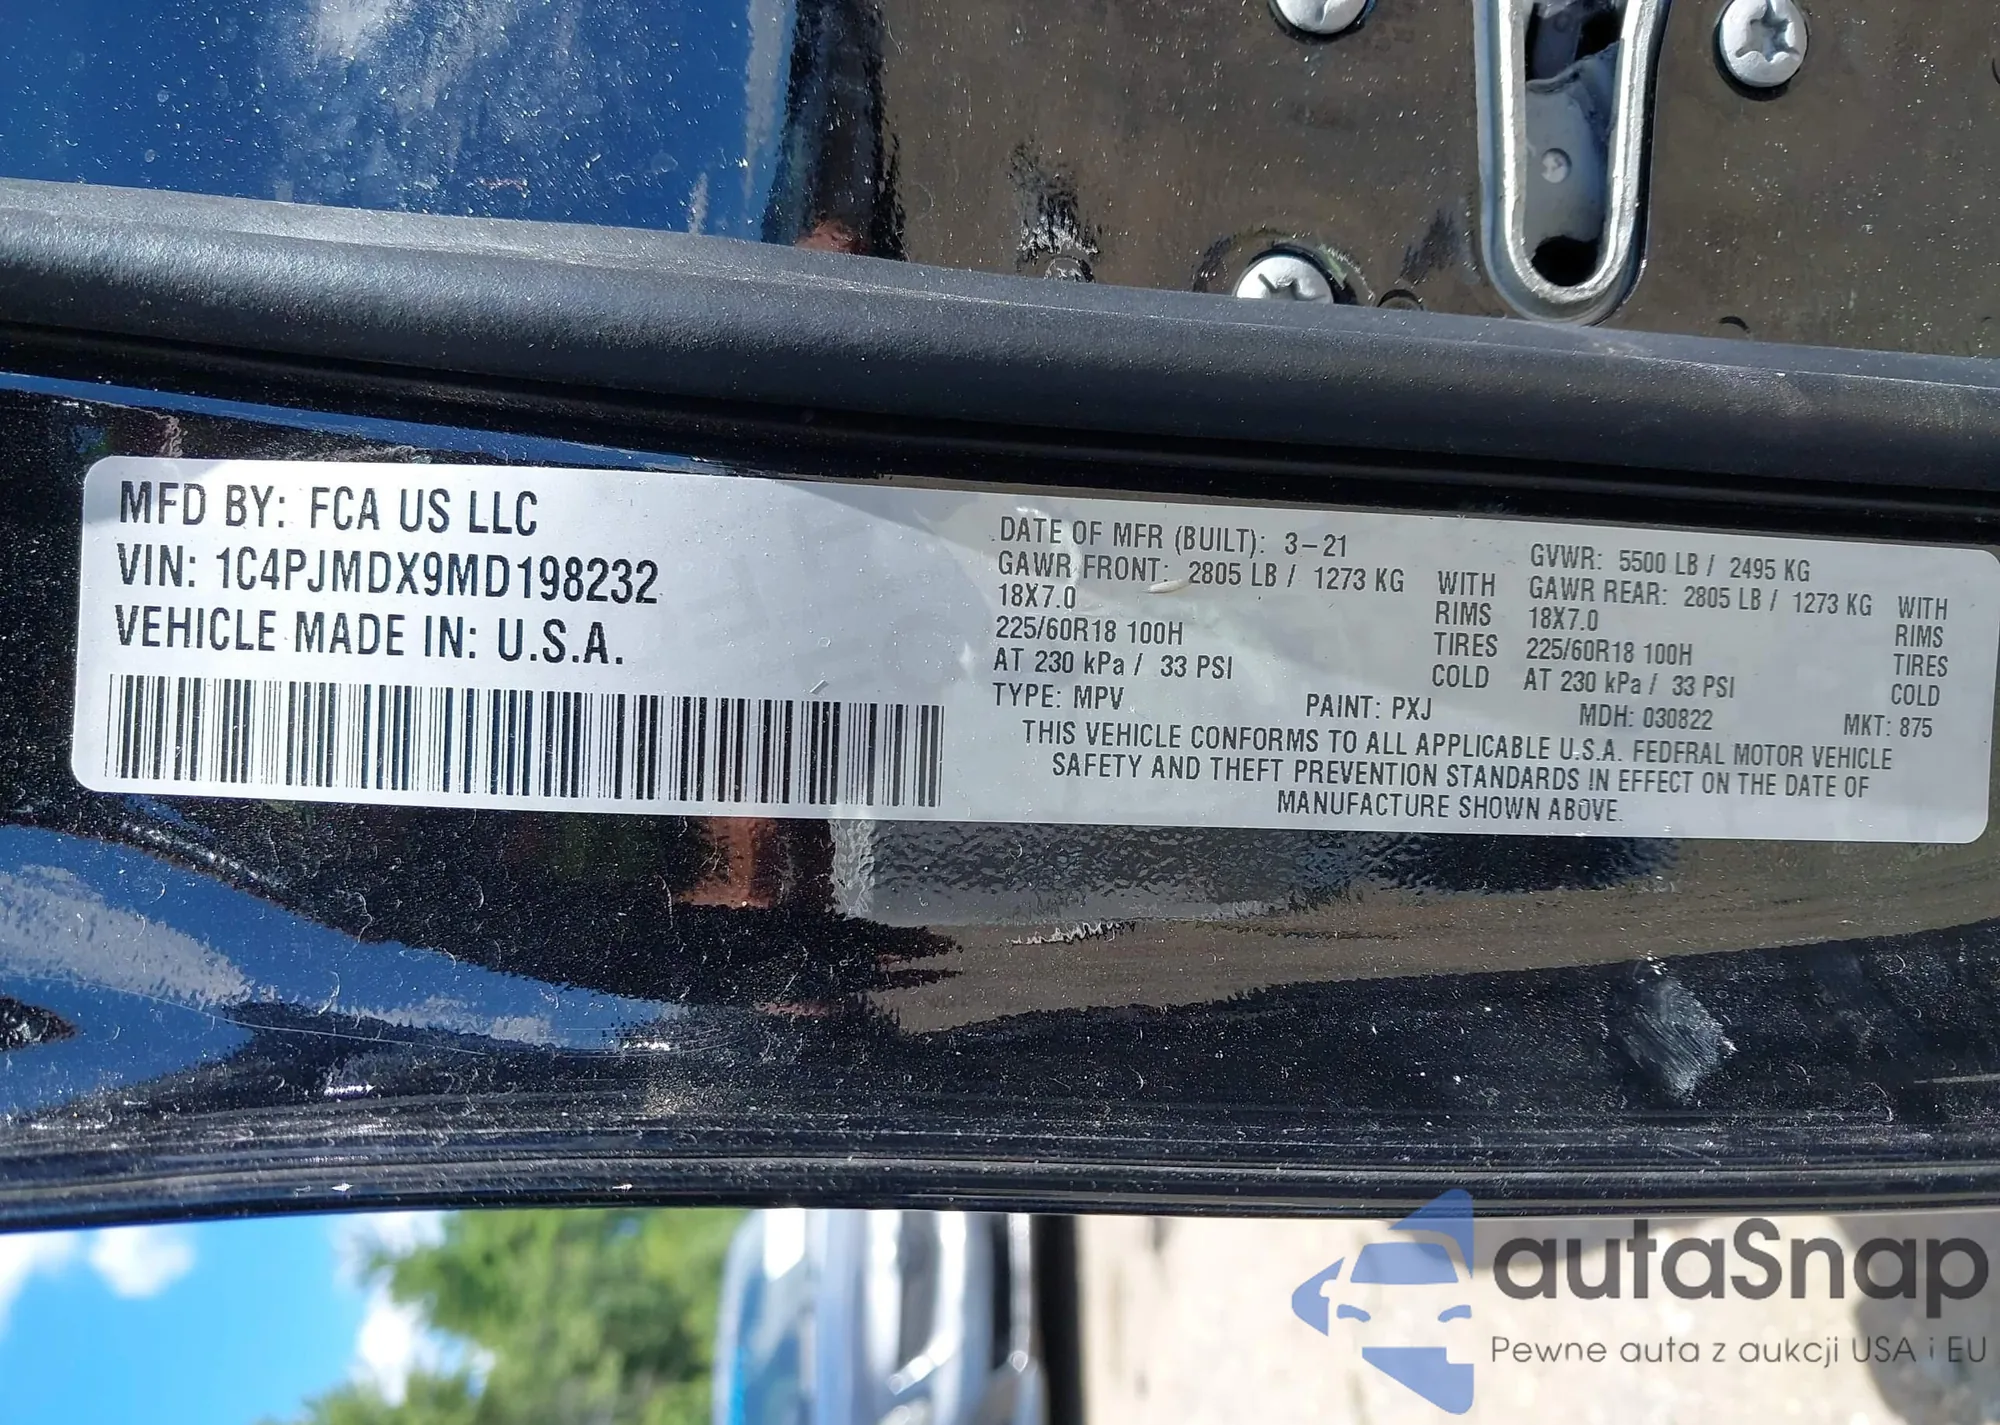 MFD BY: FCA US LLC
VIN: 1C4PJMDX9MD198232
VEHICLE MADE IN: U.S.A.
DATE OF MFR (BUILT): 3-21 GVWR: 5500 LB / 2495 KG
GAWR FRONT: 2805 LB / 1273 KG WITH GAWR REAR: 2805 LB / 1273 KG WITH
18X7.0 RIMS 18X7.0 RIMS
225/60R18 100H TIRES 225/60R18 100H TIRES
AT 230 kPa / 33 PSI COLD AT 230 kPa / 33 PSI COLD
TYPE: MPV PAINT: PXJ MDH: 030822 MKT: 875
THIS VEHICLE CONFORMS TO ALL APPLICABLE U.S.A. FEDERAL MOTOR VEHICLE
SAFETY AND THEFT PREVENTION STANDARDS IN EFFECT ON THE DATE OF
MANUFACTURE SHOWN ABOVE.
autaSnap
Pewne auta z aukcji USA i EU